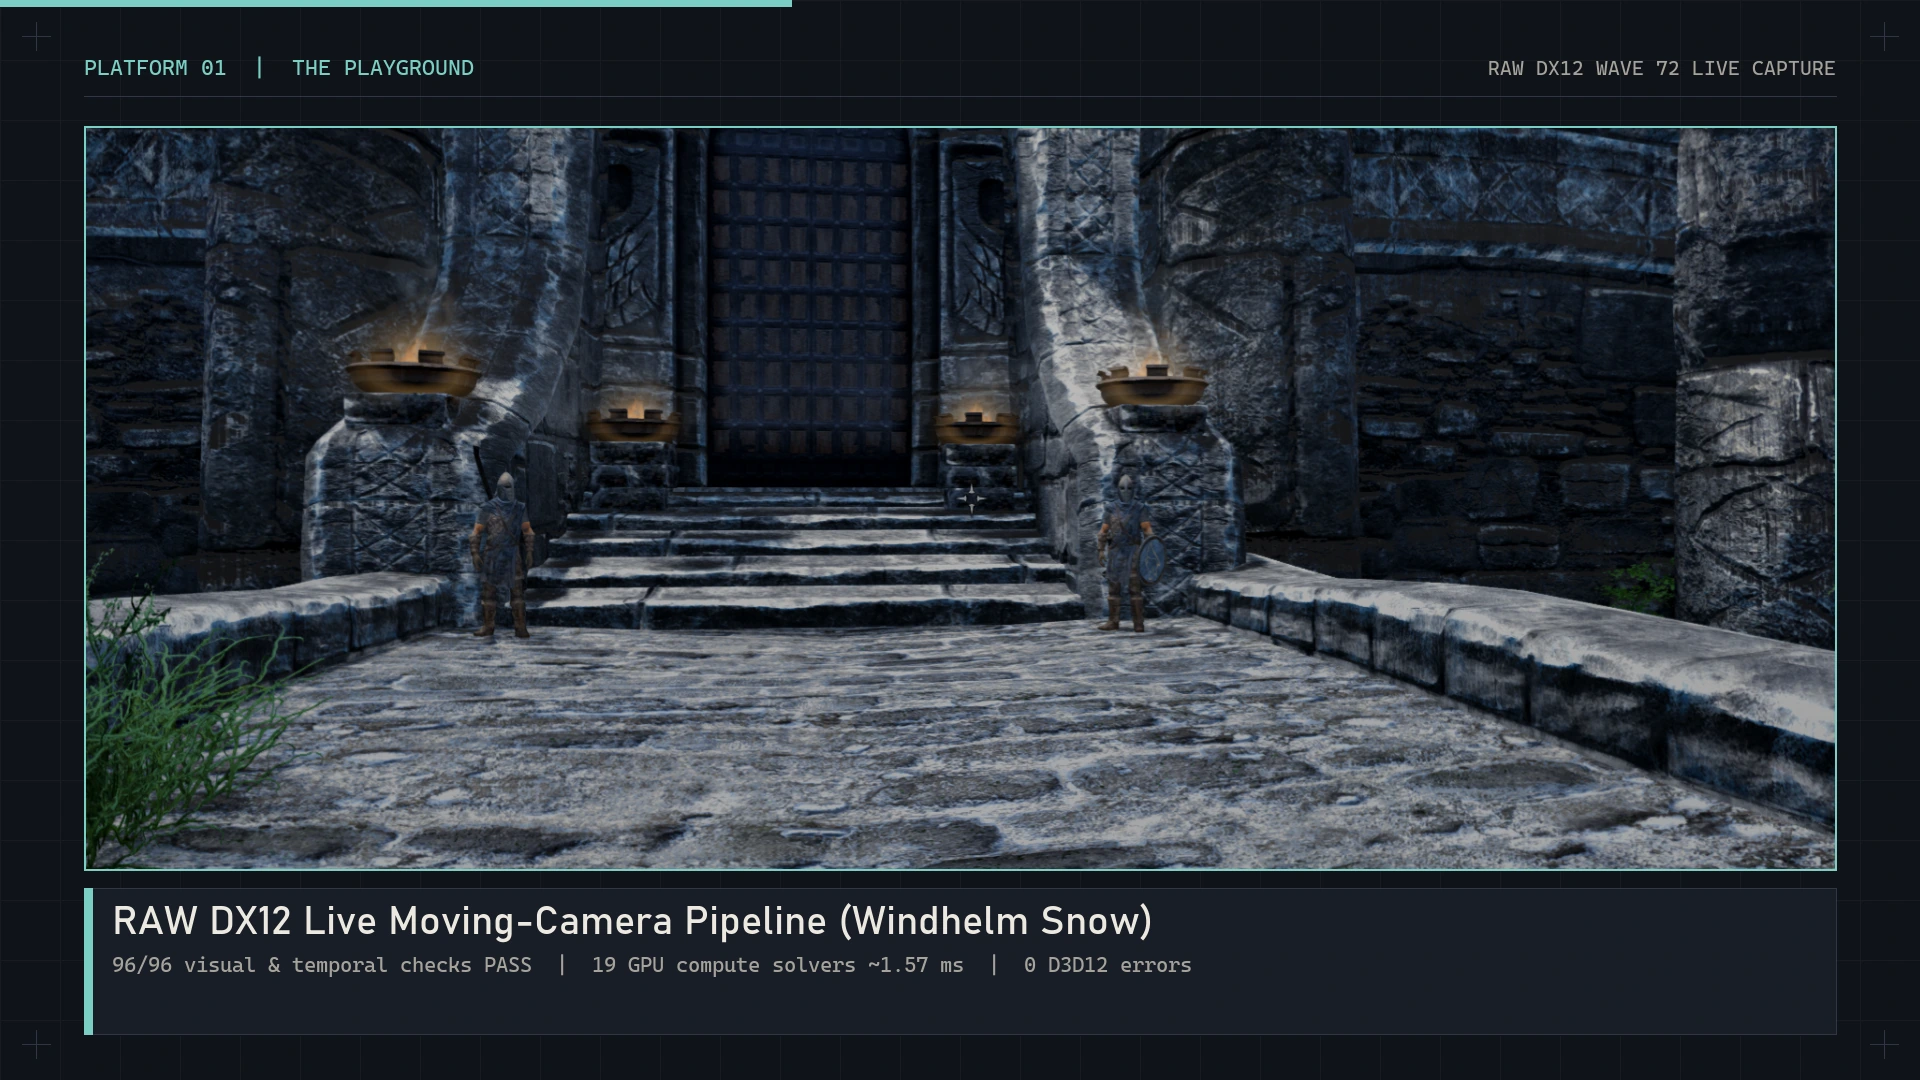 PLATFORM 01 | THE PLAYGROUND
RAW DX12 WAVE 72 LIVE CAPTURE
RAW DX12 Live Moving-Camera Pipeline (Windhelm Snow)
96/96 visual & temporal checks PASS | 19 GPU compute solvers ~1.57 ms | 0 D3D12 errors